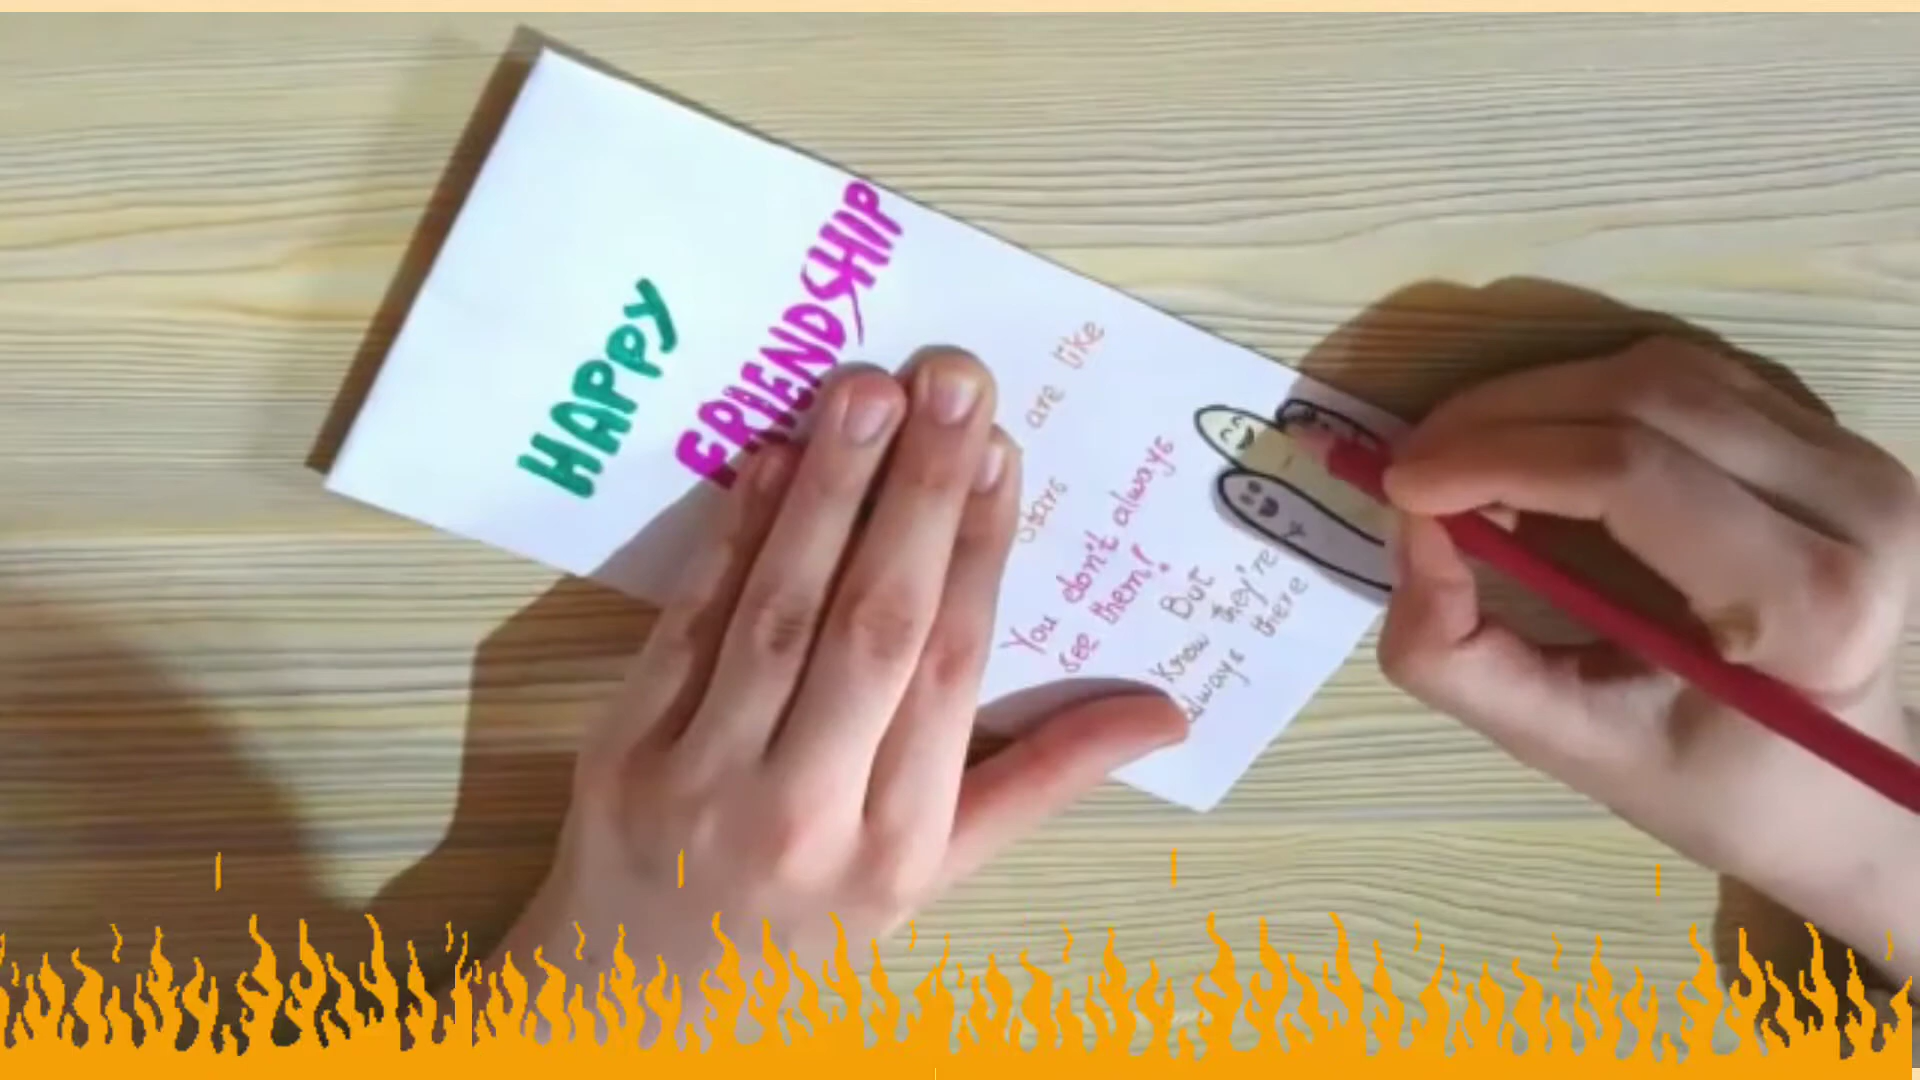 HAPPY
FRIENDSHIP
are like
Stars
You don't always
see them!
But
Know they're
always there